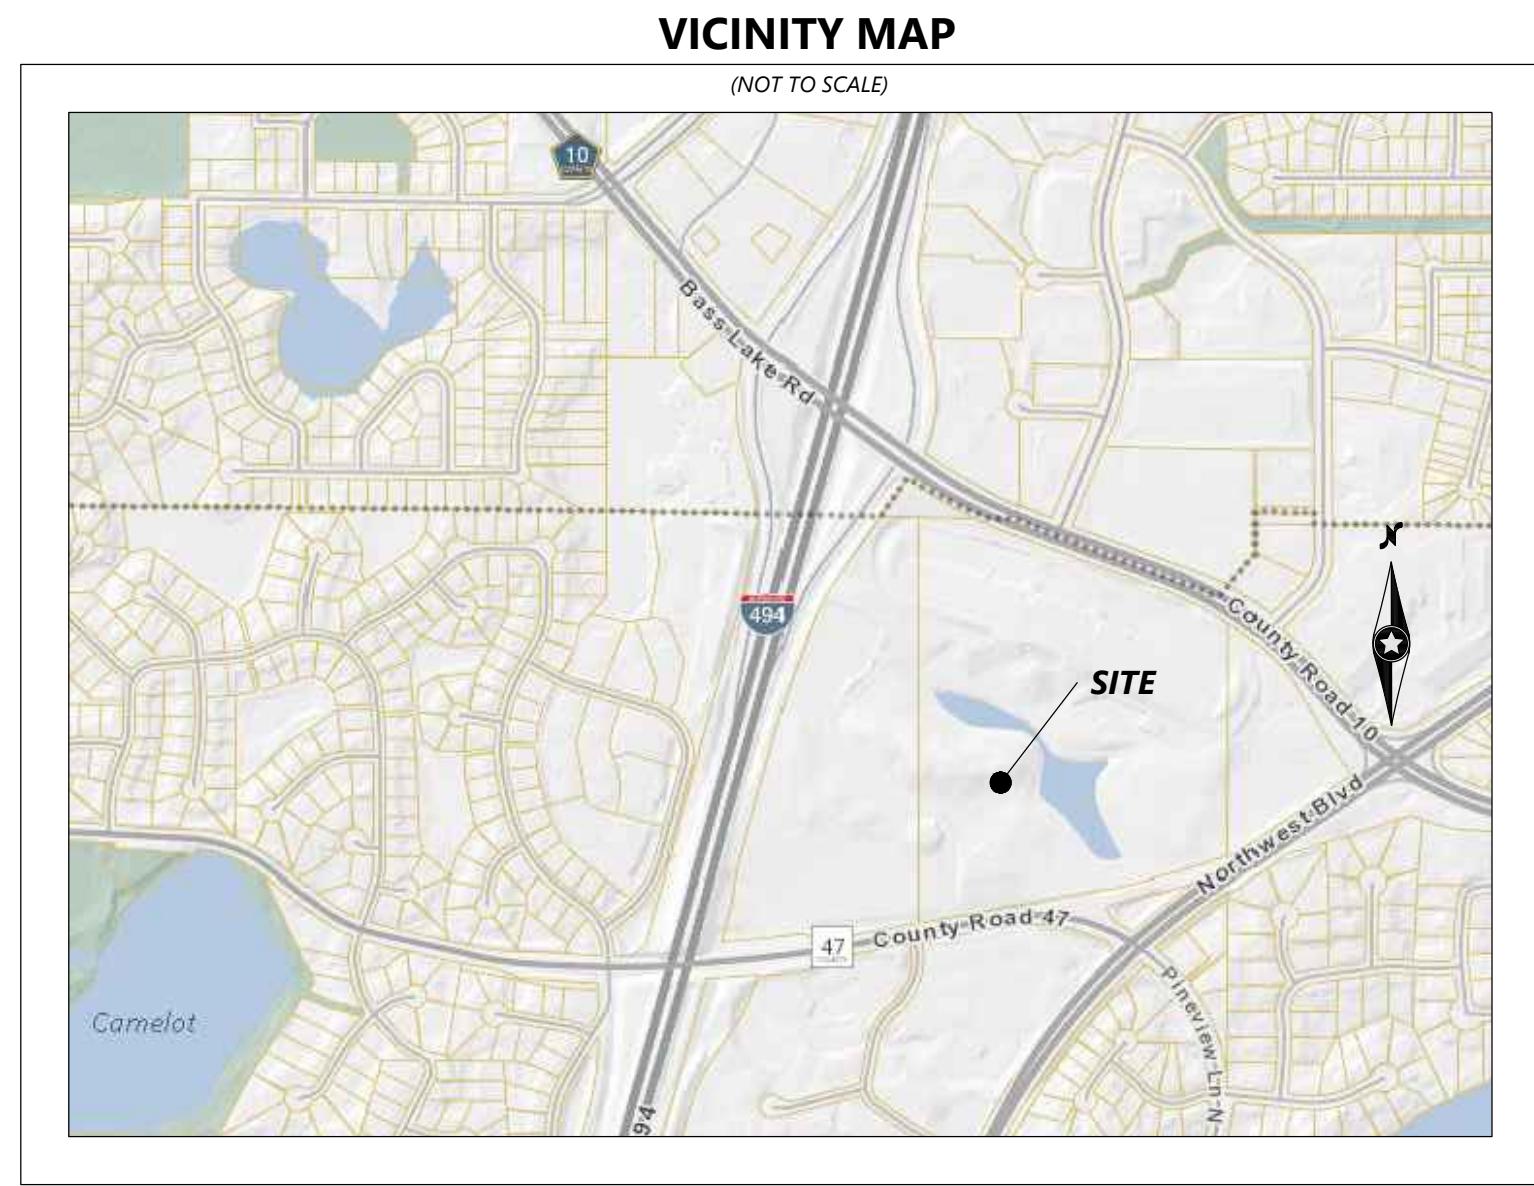 VICINITY MAP
(NOT TO SCALE)
10
Bass Lake Rd
N
494
County Road 10
SITE
Northwest Blvd
47
County Road 47
Pineview Ln N
Camelot
94